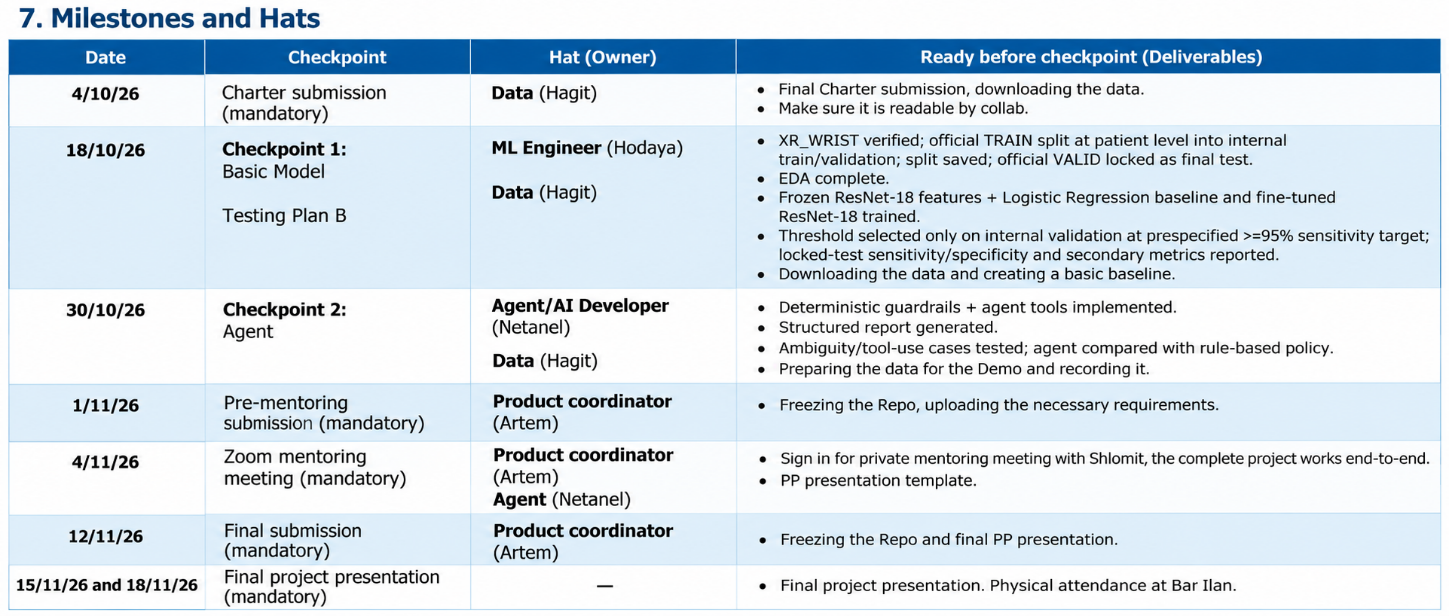 7. Milestones and Hats
Date
Checkpoint
Hat (Owner)
Ready before checkpoint (Deliverables)
4/10/26
Charter submission
(mandatory)
Data (Hagit)
• Final Charter submission, downloading the data.
• Make sure it is readable by collab.
18/10/26
Checkpoint 1:
Basic Model
Testing Plan B
ML Engineer (Hodaya)
Data (Hagit)
• XR_WRIST verified; official TRAIN split at patient level into internal
train/validation; split saved; official VALID locked as final test.
• EDA complete.
• Frozen ResNet-18 features + Logistic Regression baseline and fine-tuned
ResNet-18 trained.
• Threshold selected only on internal validation at prespecified >=95% sensitivity target;
locked-test sensitivity/specificity and secondary metrics reported.
• Downloading the data and creating a basic baseline.
30/10/26
Checkpoint 2:
Agent
Agent/AI Developer
(Netanel)
Data (Hagit)
• Deterministic guardrails + agent tools implemented.
• Structured report generated.
• Ambiguity/tool-use cases tested; agent compared with rule-based policy.
• Preparing the data for the Demo and recording it.
1/11/26
Pre-mentoring
submission (mandatory)
Product coordinator
(Artem)
• Freezing the Repo, uploading the necessary requirements.
4/11/26
Zoom mentoring
meeting (mandatory)
Product coordinator
(Artem)
Agent (Netanel)
• Sign in for private mentoring meeting with Shlomit, the complete project works end-to-end.
• PP presentation template.
12/11/26
Final submission
(mandatory)
Product coordinator
(Artem)
• Freezing the Repo and final PP presentation.
15/11/26 and 18/11/26
Final project presentation
(mandatory)
—
• Final project presentation. Physical attendance at Bar Ilan.